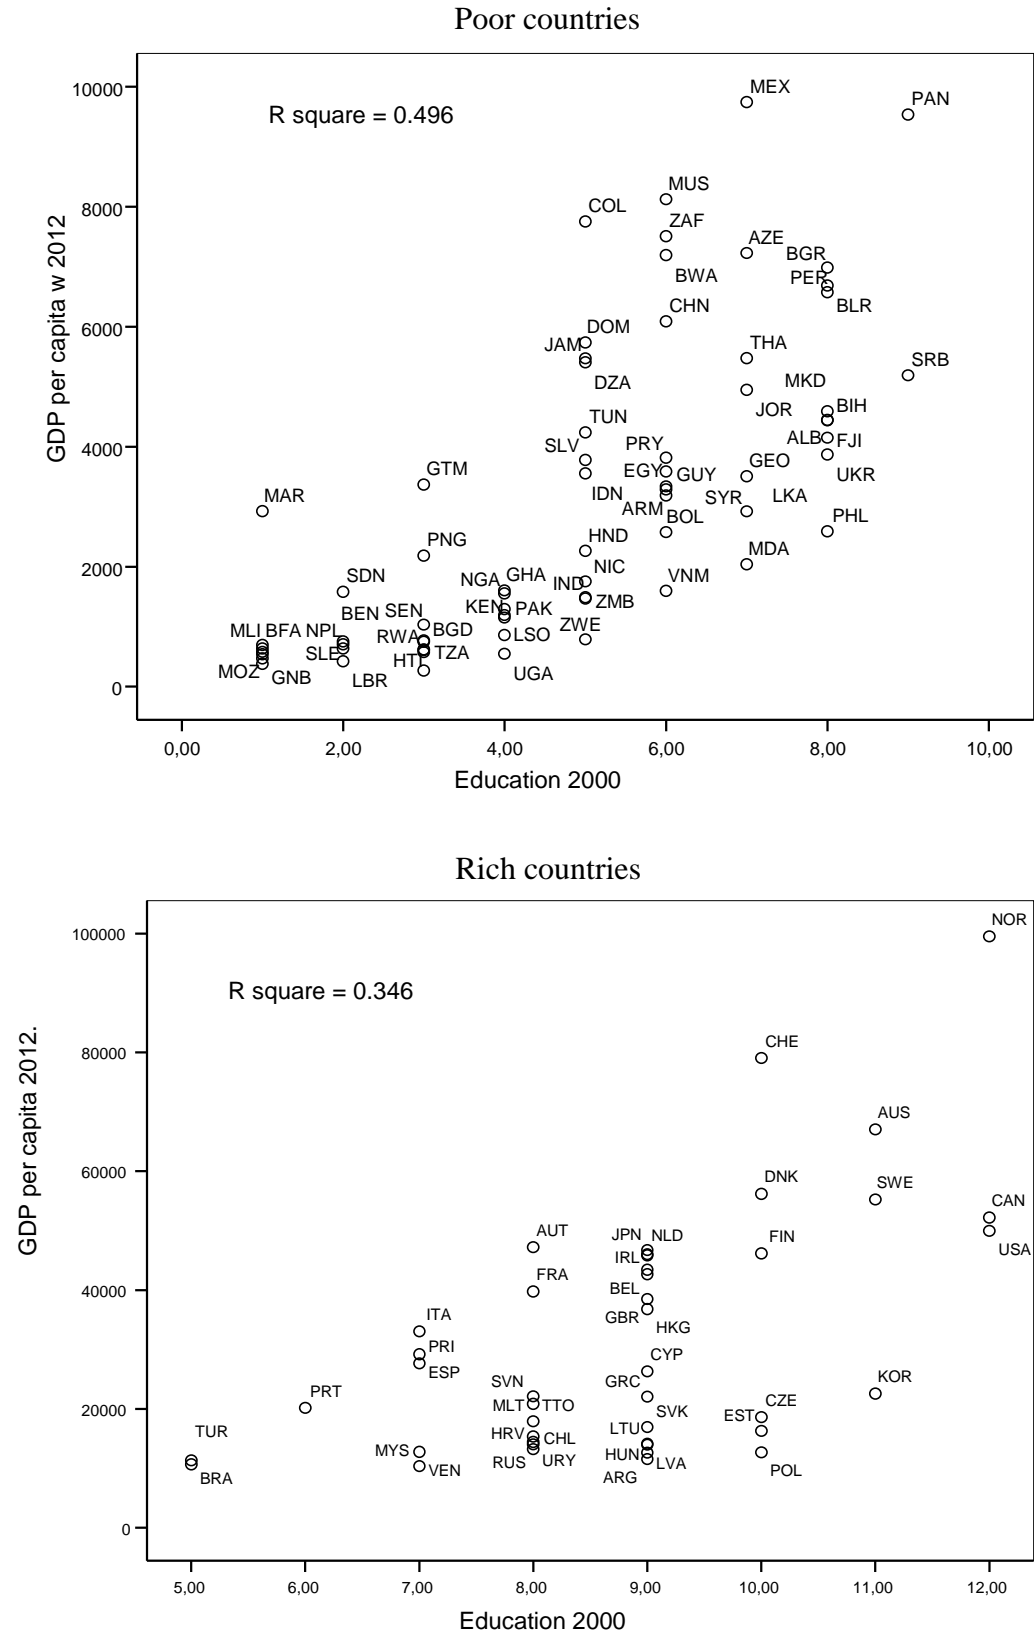 Poor countries
10000
8000
6000
4000
2000
0
GDP per capita w 2012
R square = 0.496
MEX
PAN
MUS
COL
ZAF
AZE
BGR
BWA
PER
CHN
BLR
DOM
JAM
THA
SRB
DZA
MKD
JOR
BIH
TUN
SLV
PRY
ALB
FJI
GTM
EGY
GUY
GEO
UKR
MAR
IDN
SYR
LKA
ARM
BOL
PHL
PNG
HND
MDA
SDN
NGA
GHA
IND
NIC
VNM
BEN
SEN
KEN
PAK
ZMB
MLI
BFA
NPL
RWA
BGD
LSO
ZWE
SLE
HTI
TZA
MOZ
GNB
LBR
UGA
0,00
2,00
4,00
6,00
8,00
10,00
Education 2000
Rich countries
100000
80000
60000
40000
20000
0
GDP per capita 2012.
R square = 0.346
NOR
CHE
AUS
DNK
SWE
CAN
AUT
JPN
NLD
FIN
USA
IRL
FRA
BEL
ITA
GBR
HKG
PRI
CYP
ESP
SVN
GRC
KOR
PRT
MLT
TTO
SVK
EST
CZE
TUR
HRV
CHL
LTU
MYS
HUN
BRA
VEN
RUS
URY
ARG
LVA
POL
5,00
6,00
7,00
8,00
9,00
10,00
11,00
12,00
Education 2000